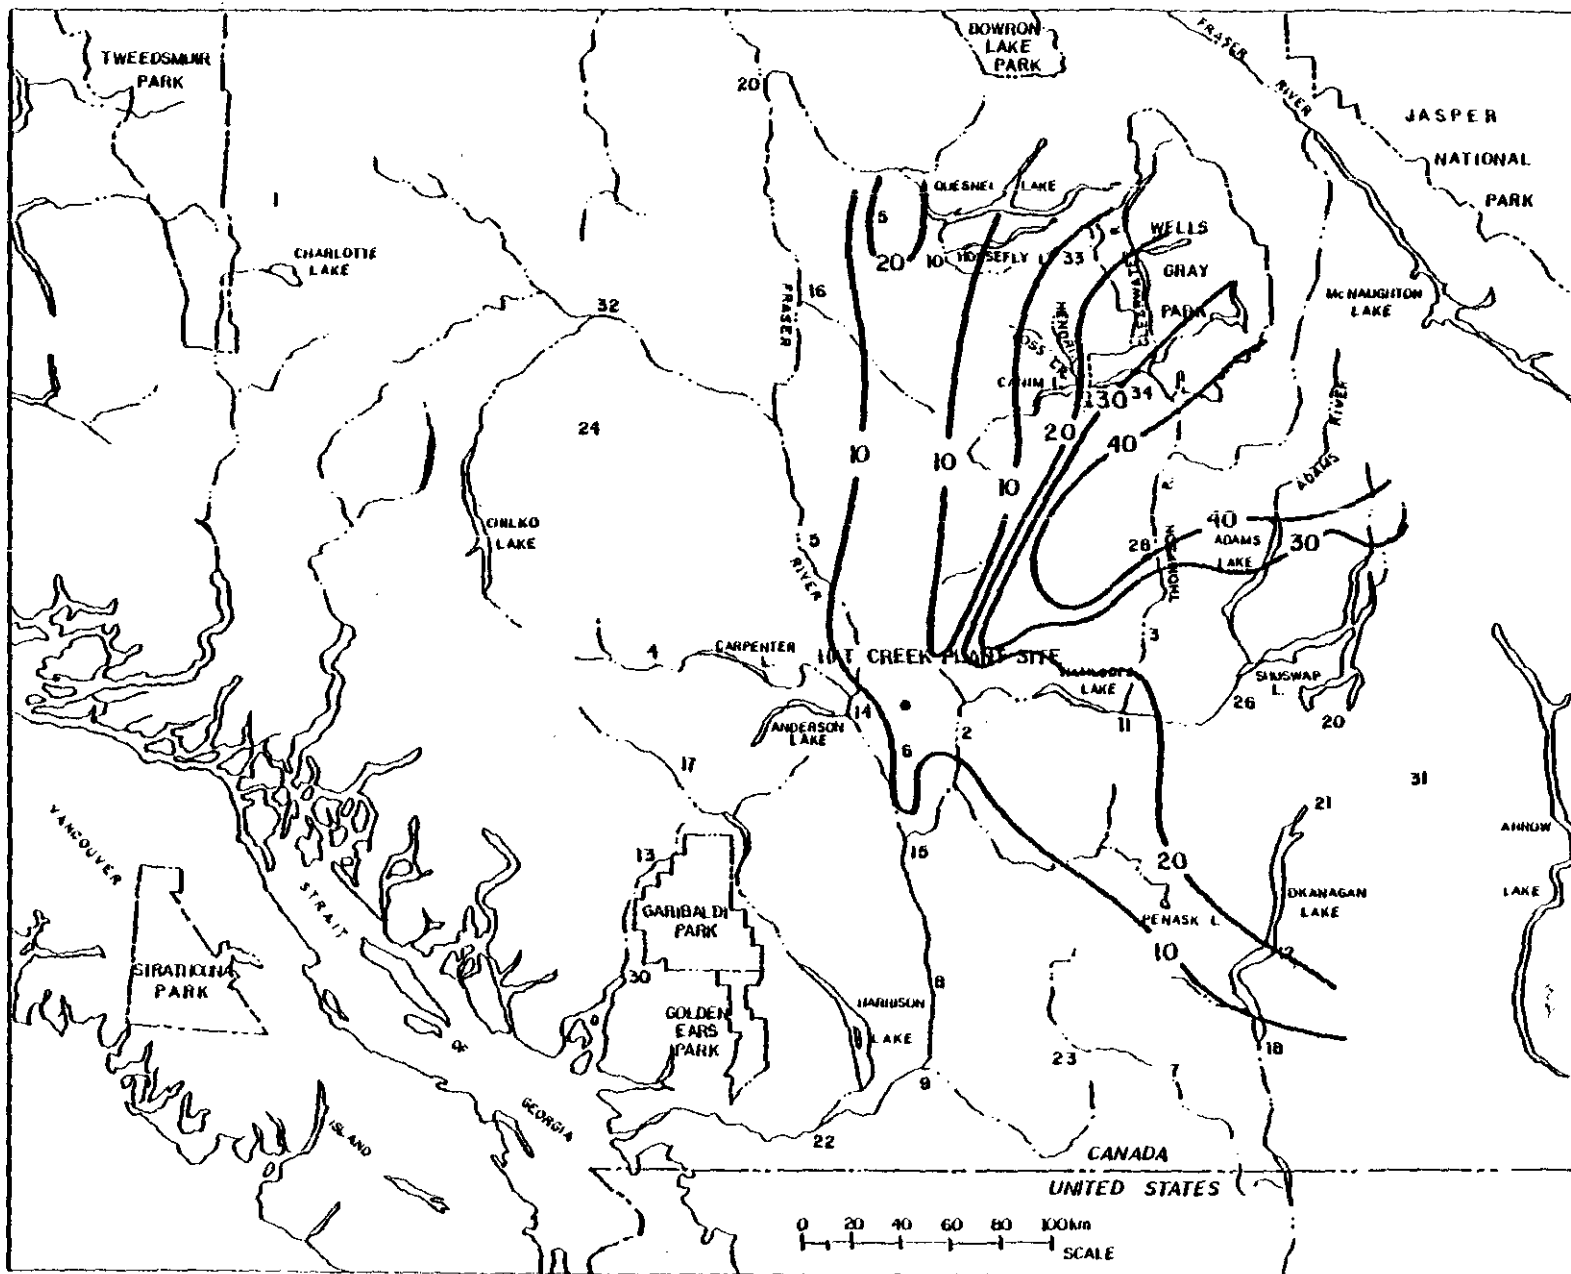 TWEEDSMUIR
PARK
BOWRON
LAKE
PARK
FRASER
RIVER
20
JASPER
NATIONAL
PARK
1
QUESNEL LAKE
5
CHARLOTTE
LAKE
20
10
HORSEFLY L.
33
WELLS
GRAY
PARK
CLEARWATER
R.
32
FRASER
16
McNAUGHTON
LAKE
CANIM L.
30
34
24
10
10
10
20
40
ADAMS
RIVER
CHILKO
LAKE
5
RIVER
28
THOMPSON
R.
40
ADAMS
LAKE
30
4
CARPENTER
L.
HAT CREEK PLANT SITE
3
KAMLOOPS
LAKE
SHUSWAP
L.
26
20
14
ANDERSON
LAKE
6
2
11
17
31
21
VANCOUVER
15
ARROW
LAKE
13
20
STRAIT
OKANAGAN
LAKE
GARIBALDI
PARK
PENASK L.
10
STRATHCONA
PARK
30
8
GOLDEN
EARS
PARK
HARRISON
LAKE
OF
18
23
7
9
GEORGIA
ISLAND
22
CANADA
UNITED STATES
0 20 40 60 80 100km
SCALE